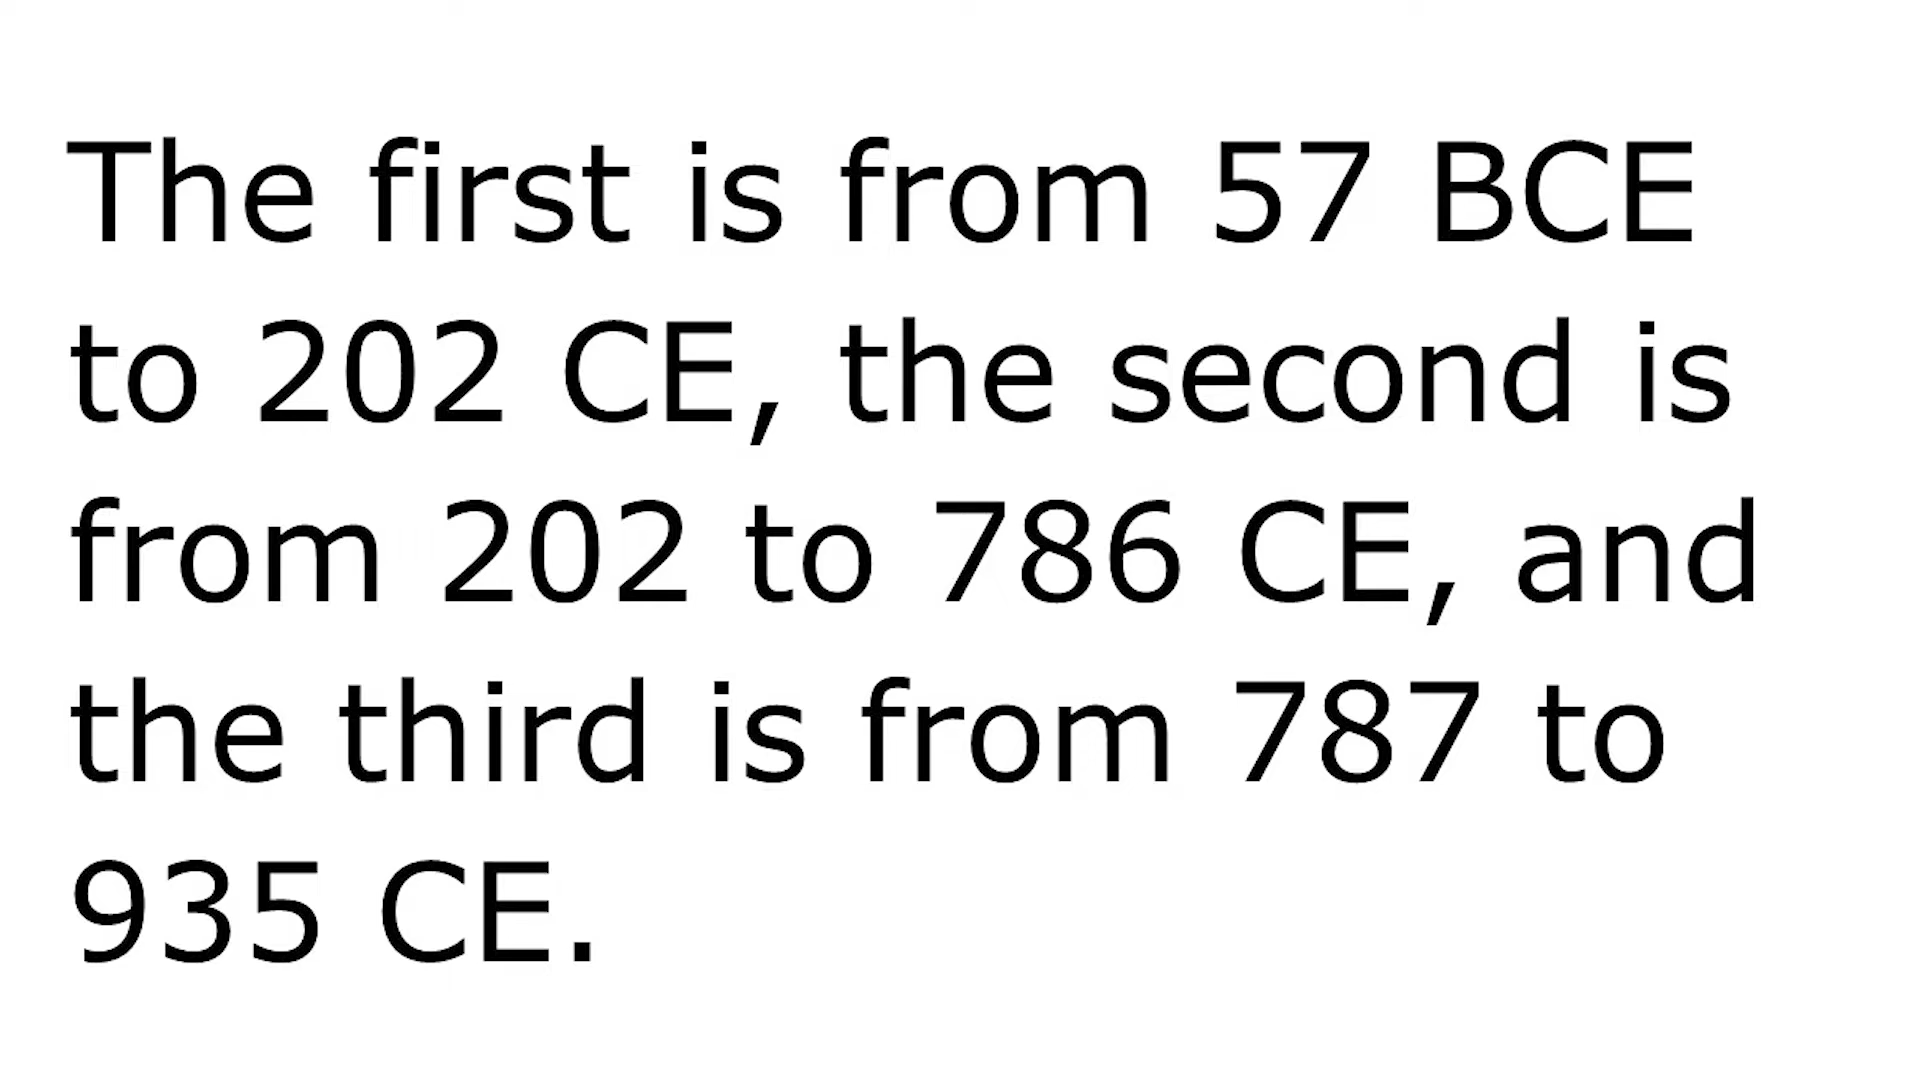 The first is from 57 BCE
to 202 CE, the second is
from 202 to 786 CE, and
the third is from 787 to
935 CE.